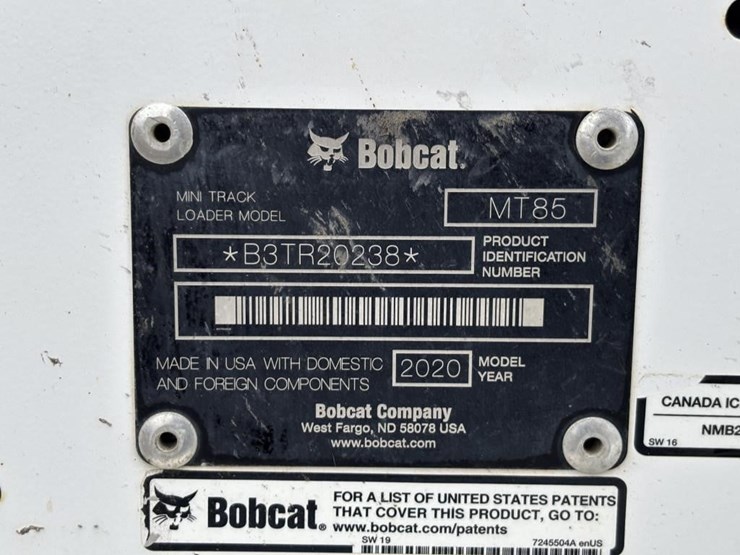 Bobcat.
MINI TRACK
LOADER MODEL
MT85
*B3TR20238*
PRODUCT
IDENTIFICATION
NUMBER
MADE IN USA WITH DOMESTIC
AND FOREIGN COMPONENTS
2020
MODEL
YEAR
Bobcat Company
West Fargo, ND 58078 USA
www.bobcat.com
CANADA IC
NMB2
SW 16
Bobcat®
FOR A LIST OF UNITED STATES PATENTS
THAT COVER THIS PRODUCT, GO TO:
www.bobcat.com/patents
SW 19
7245504A enUS